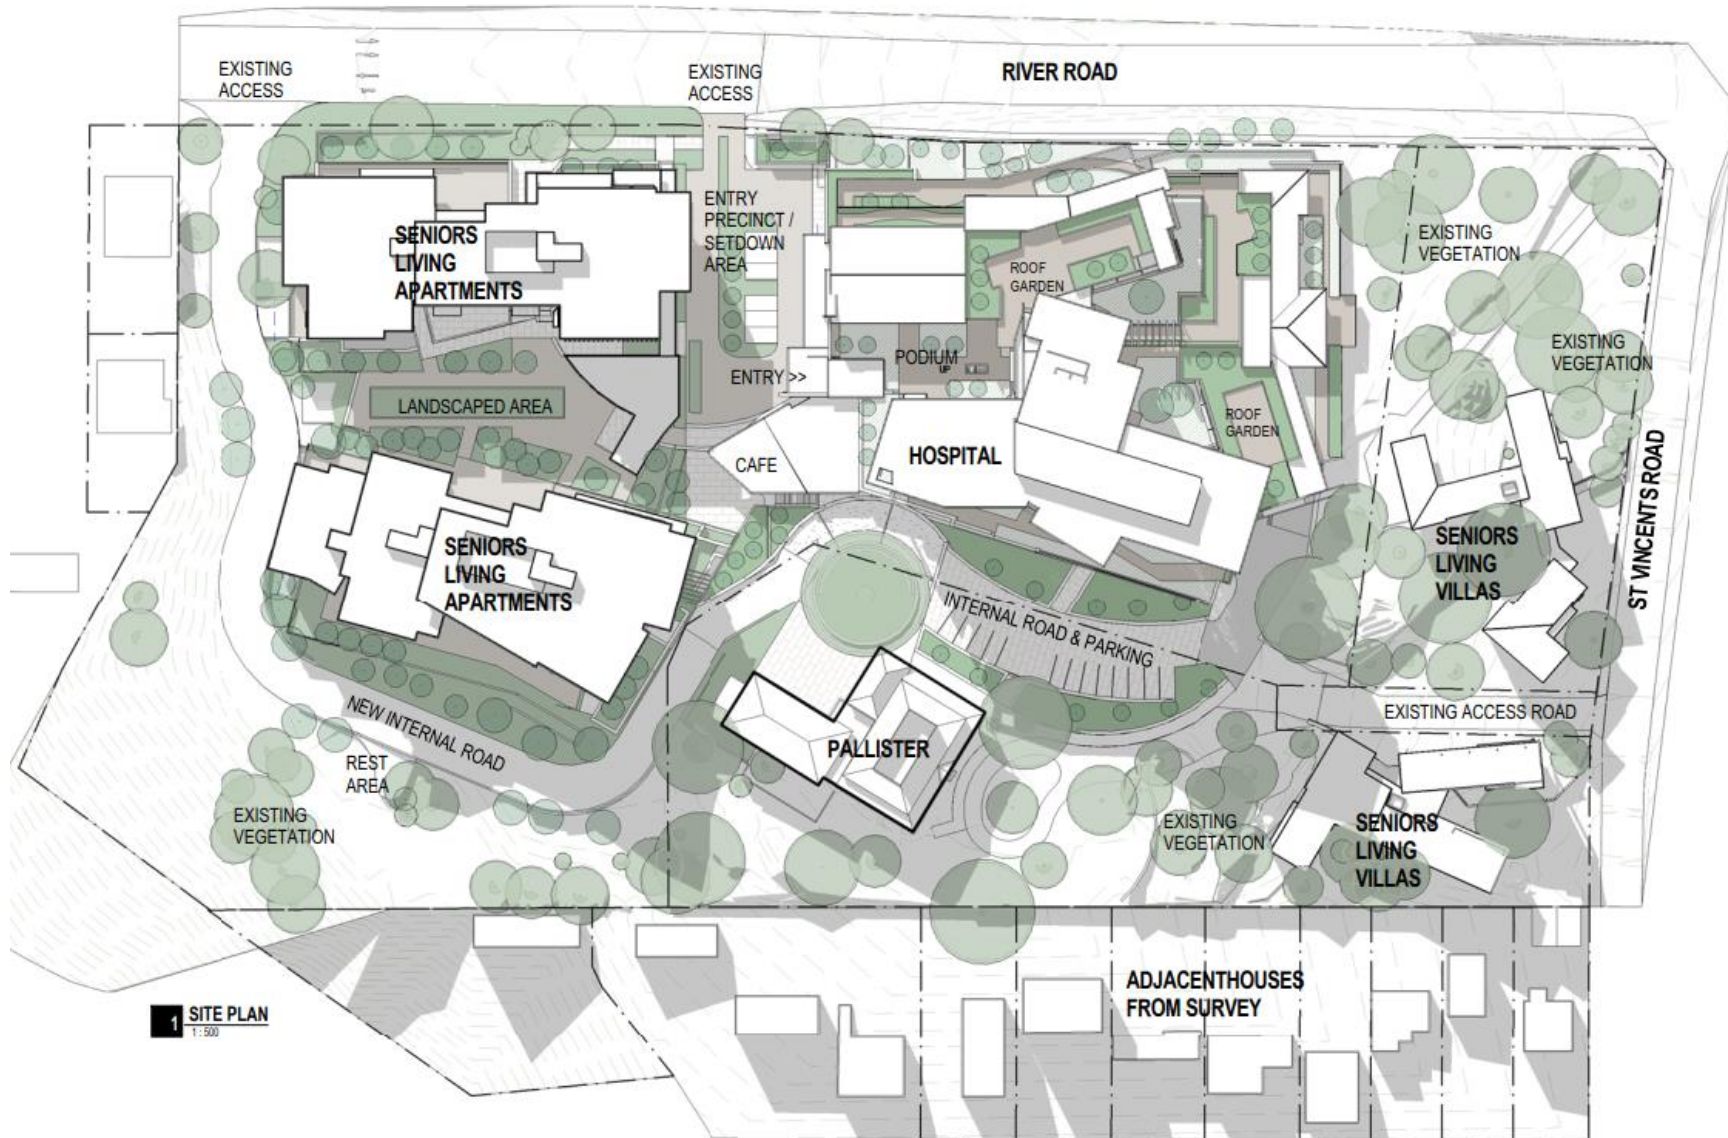 EXISTING
ACCESS
EXISTING
ACCESS
RIVER ROAD
SENIORS
LIVING
APARTMENTS
ENTRY
PRECINCT /
SETDOWN
AREA
ROOF
GARDEN
EXISTING
VEGETATION
EXISTING
VEGETATION
PODIUM
UP
ENTRY >>
LANDSCAPED AREA
ROOF
GARDEN
CAFE
HOSPITAL
SENIORS
LIVING
APARTMENTS
SENIORS
LIVING
VILLAS
ST VINCENTS ROAD
INTERNAL ROAD & PARKING
NEW INTERNAL ROAD
REST
AREA
PALLISTER
EXISTING ACCESS ROAD
EXISTING
VEGETATION
EXISTING
VEGETATION
SENIORS
LIVING
VILLAS
ADJACENTHOUSES
FROM SURVEY
1 SITE PLAN
1 : 500